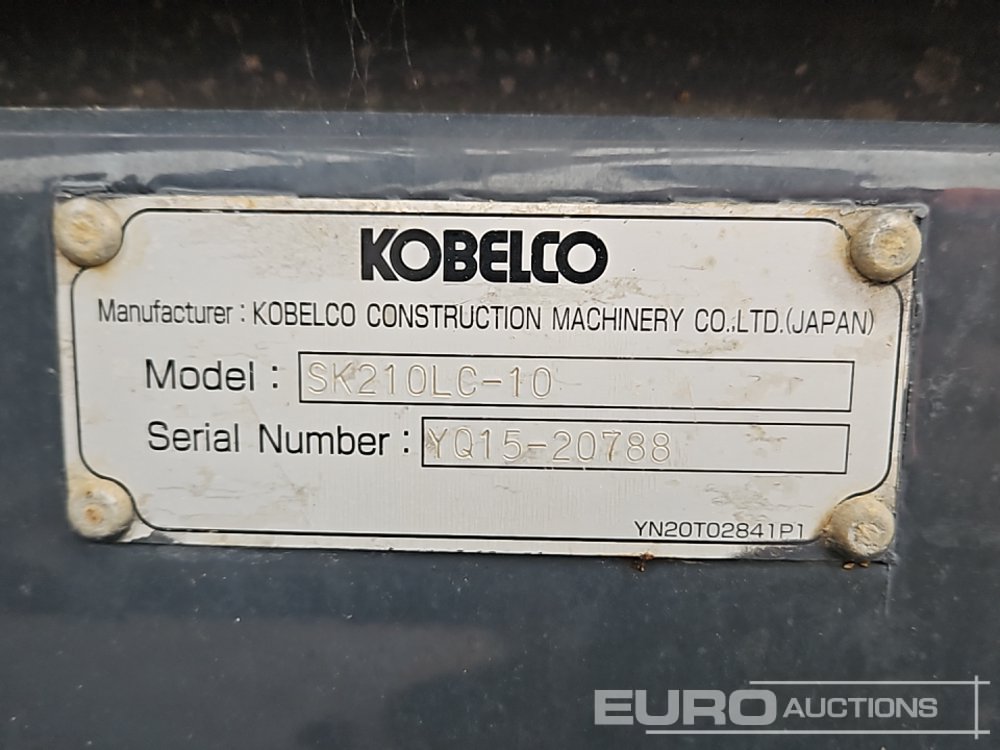 KOBELCO
Manufacturer : KOBELCO CONSTRUCTION MACHINERY CO.,LTD.(JAPAN)
Model : SK210LC-10
Serial Number : YQ15-20788
YN20T02841P1
EURO AUCTIONS